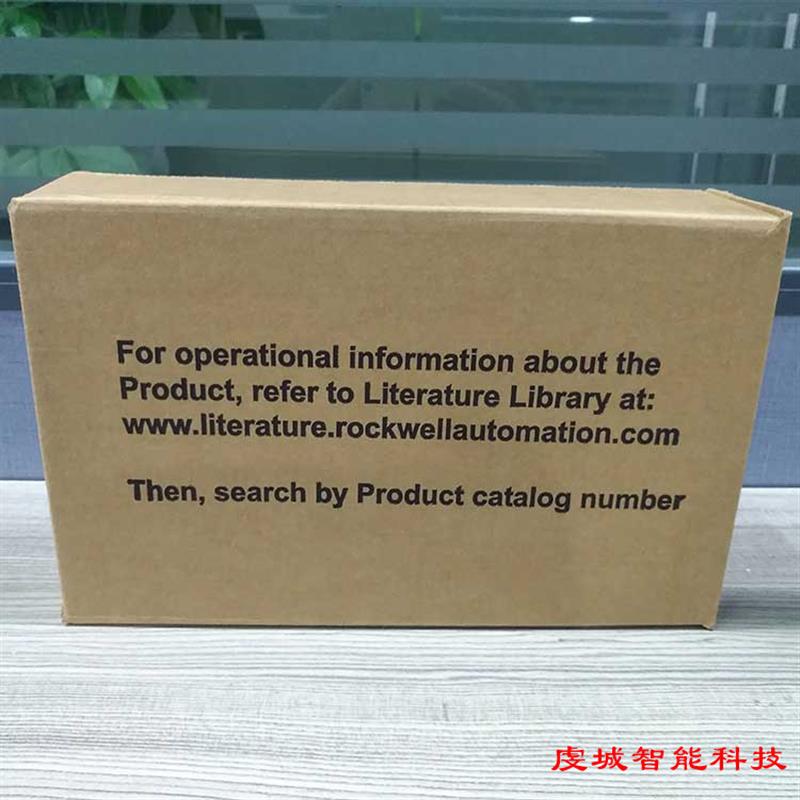 For operational information about the
Product, refer to Literature Library at:
www.literature.rockwellautomation.com
Then, search by Product catalog number
虔城智能科技